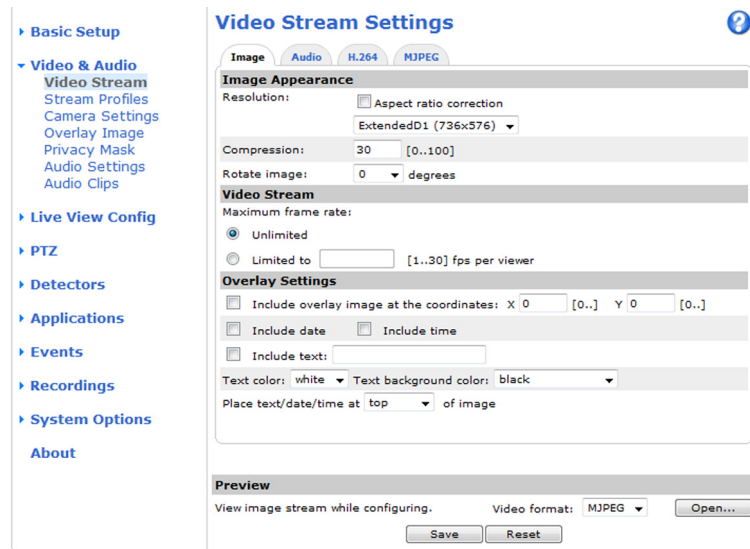 Basic Setup
Video & Audio
Video Stream
Stream Profiles
Camera Settings
Overlay Image
Privacy Mask
Audio Settings
Audio Clips
Live View Config
PTZ
Detectors
Applications
Events
Recordings
System Options
About
Video Stream Settings
?
Image Audio H.264 MJPEG
Image Appearance
Resolution: Aspect ratio correction
ExtendedD1 (736x576)
Compression: 30 [0..100]
Rotate image: 0 degrees
Video Stream
Maximum frame rate:
Unlimited
Limited to [1..30] fps per viewer
Overlay Settings
Include overlay image at the coordinates: X 0 [0..] Y 0 [0..]
Include date Include time
Include text:
Text color: white Text background color: black
Place text/date/time at top of image
Preview
View image stream while configuring. Video format: MJPEG Open...
Save Reset